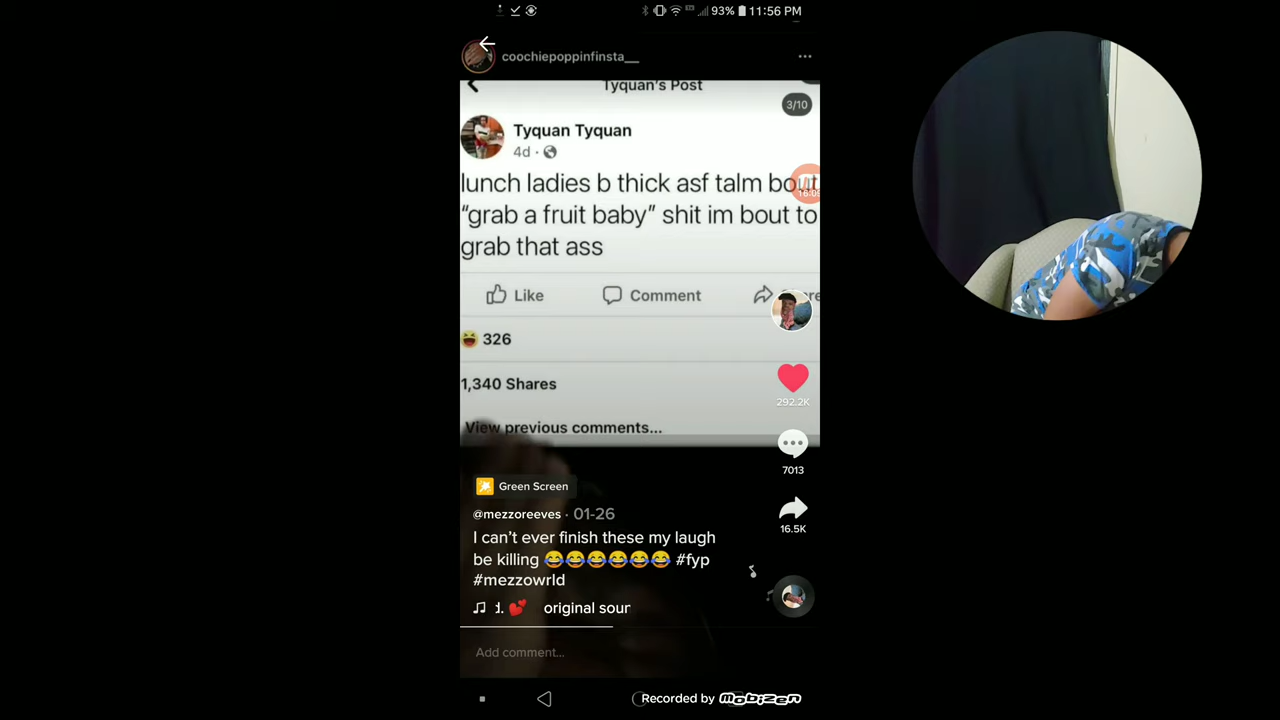 93% 11:56 PM
coochiepoppinfinsta__
Tyquan's Post
3/10
Tyquan Tyquan
4d ·
lunch ladies b thick asf talm bout
“grab a fruit baby” shit im bout to
grab that ass
Like Comment
326
1,340 Shares
292.2K
View previous comments...
7013
Green Screen
@mezzoreeves · 01-26
16.5K
I can’t ever finish these my laugh
be killing 😂😂😂😂😂😂 #fyp
#mezzowrld
d. 💕 original sour
Add comment...
Recorded by mobizen